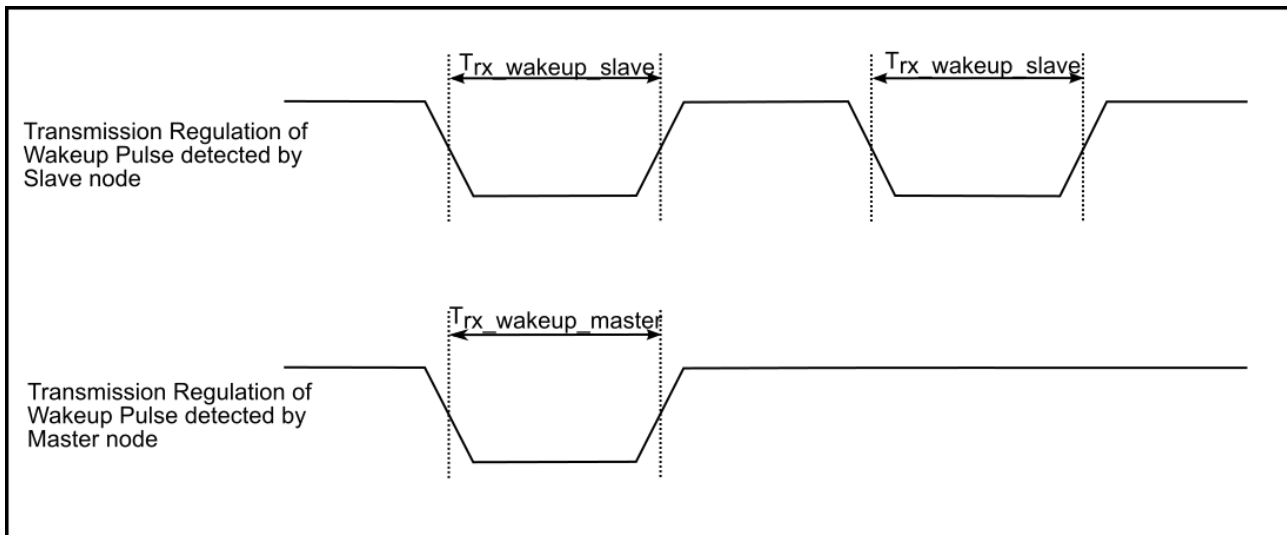 Trx_wakeup_slave
Trx_wakeup_slave
Transmission Regulation of
Wakeup Pulse detected by
Slave node
Trx_wakeup_master
Transmission Regulation of
Wakeup Pulse detected by
Master node